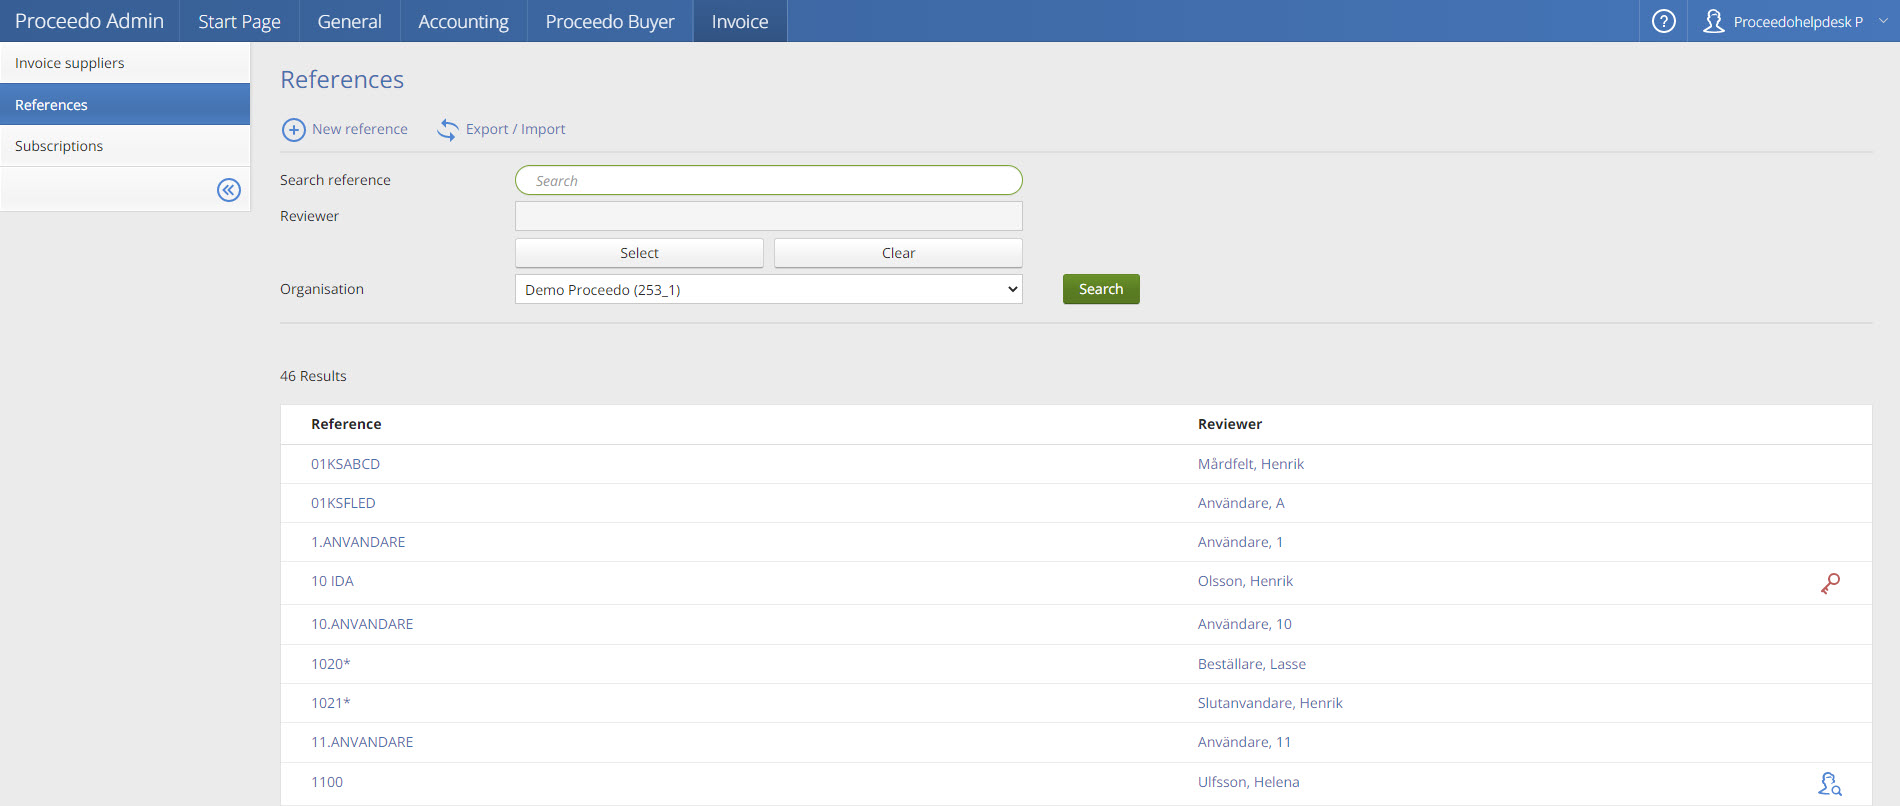 Proceedo Admin Start Page General Accounting Proceedo Buyer Invoice ? Proceedohelpdesk P
Invoice suppliers
References
Subscriptions
References
New reference Export / Import
Search reference Search
Reviewer
Select Clear
Organisation Demo Proceedo (253_1) Search
46 Results
Reference Reviewer
01KSABCD Mårdfelt, Henrik
01KSFLED Användare, A
1.ANVANDARE Användare, 1
10 IDA Olsson, Henrik
10.ANVANDARE Användare, 10
1020* Beställare, Lasse
1021* Slutanvandare, Henrik
11.ANVANDARE Användare, 11
1100 Ulfsson, Helena